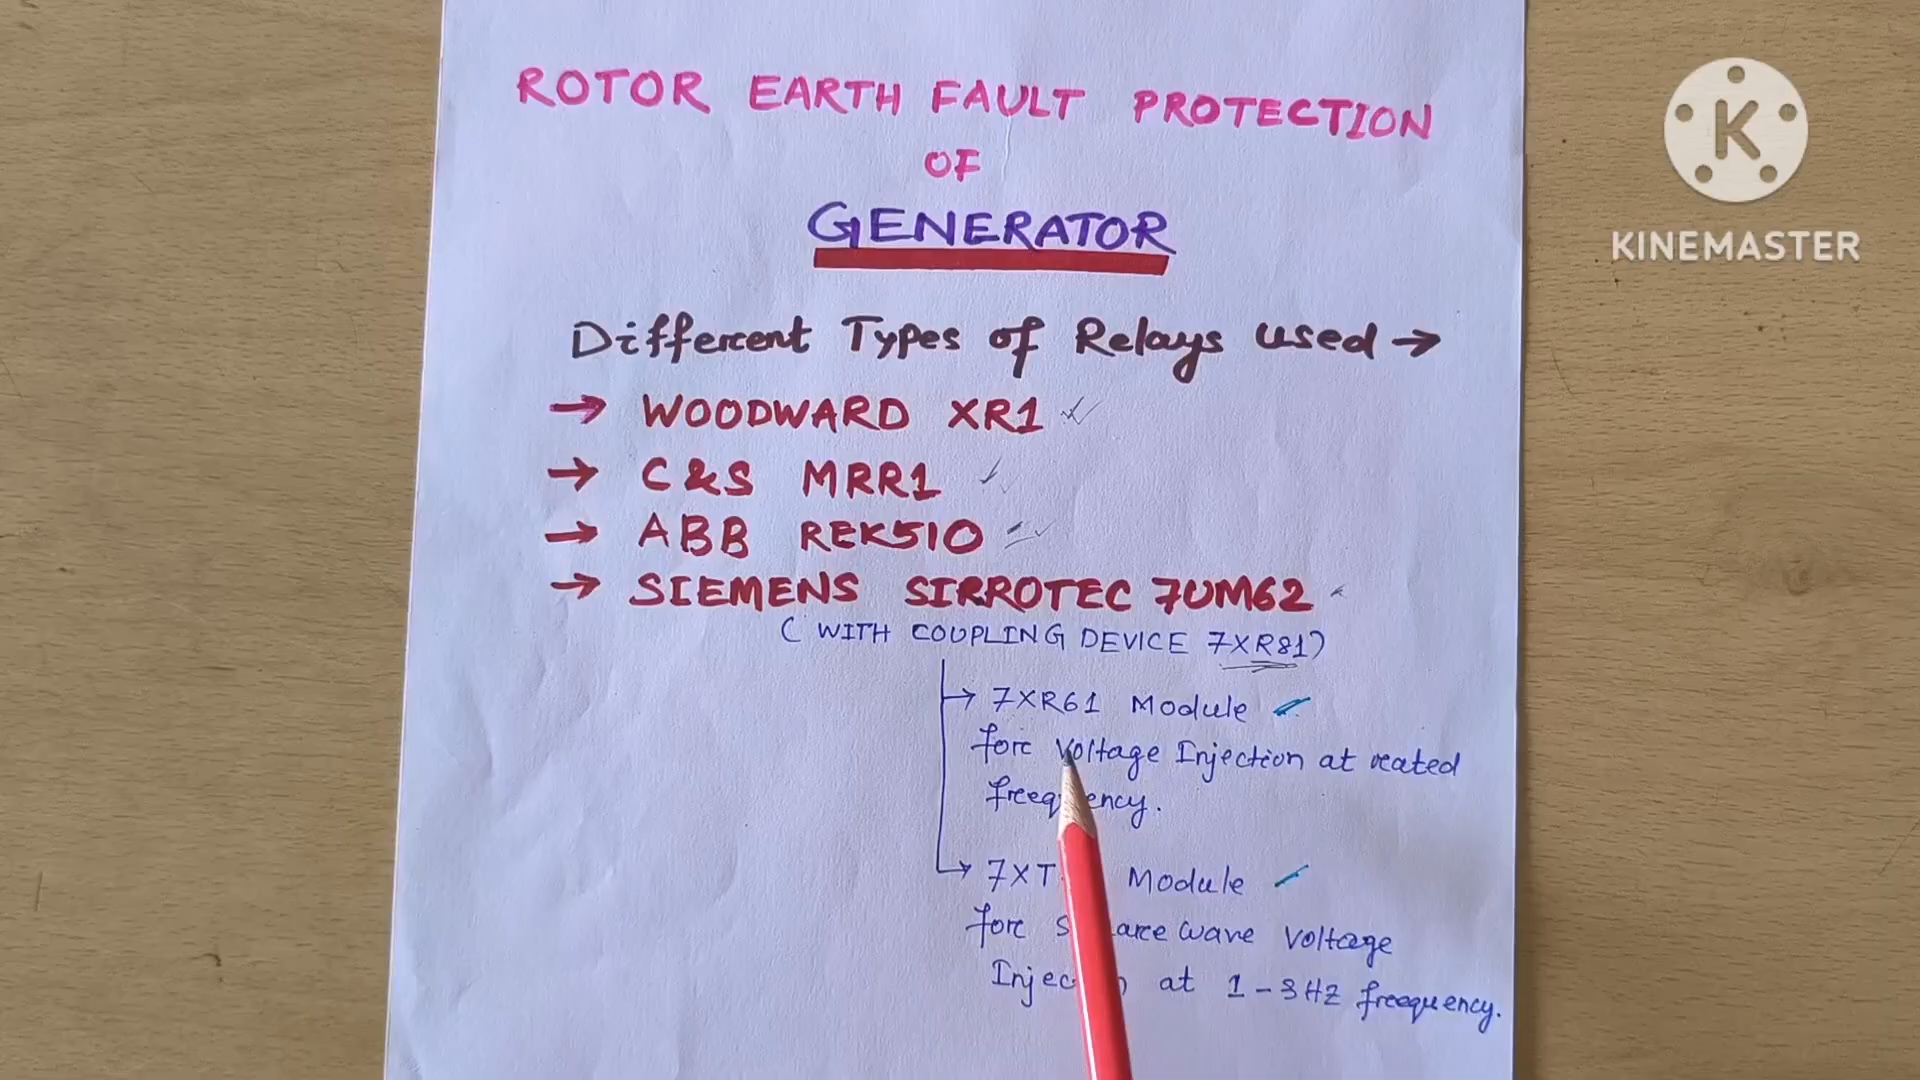 ROTOR EARTH FAULT PROTECTION
OF
GENERATOR
Different Types of Relays used →
→ WOODWARD XR1
→ C&S MRR1
→ ABB REK510
→ SIEMENS SIRROTEC 7UM62
(WITH COUPLING DEVICE 7XR81)
→ 7XR61 Module
for Voltage Injection at rated
→ Module
for wave Voltage
at 1-3HZ frequency.
K
KINEMASTER